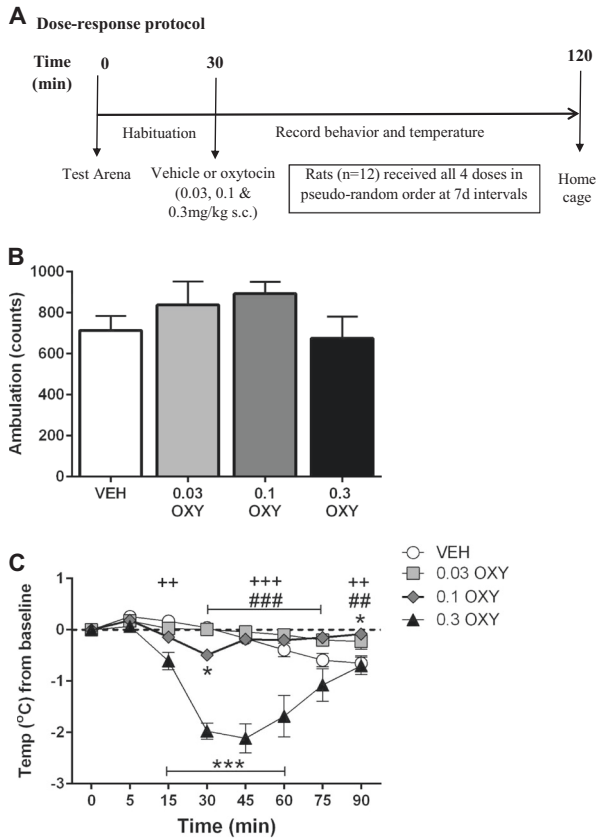 A Dose-response protocol
Time (min)
0
30
120
Habituation
Record behavior and temperature
Test Arena
Vehicle or oxytocin
(0.03, 0.1 &
0.3mg/kg s.c.)
Rats (n=12) received all 4 doses in
pseudo-random order at 7d intervals
Home
cage
B
Ambulation (counts)
1000
800
600
400
200
0
VEH
0.03 OXY
0.1 OXY
0.3 OXY
C
VEH
0.03 OXY
0.1 OXY
0.3 OXY
Temp (°C) from baseline
1
0
-1
-2
-3
++
+++
###
++
##
*
*
***
0 5 15 30 45 60 75 90
Time (min)